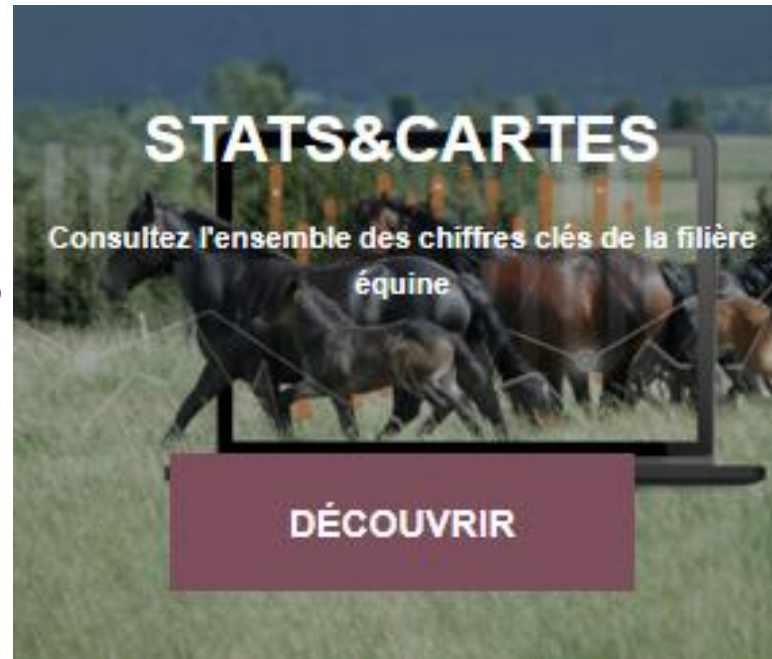 STATS&CARTES
Consultez l'ensemble des chiffres clés de la filière
équine
DÉCOUVRIR